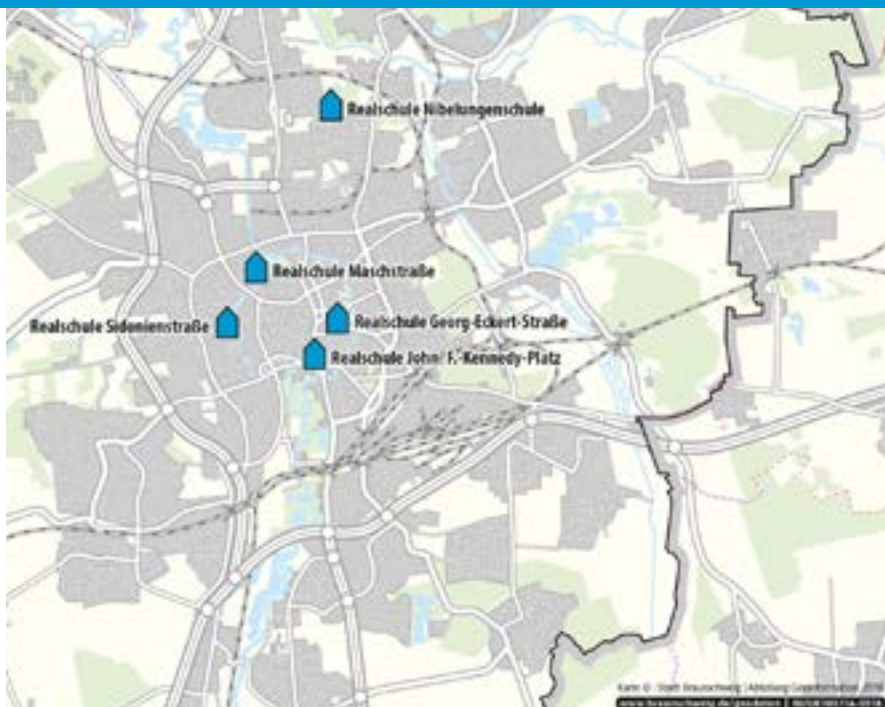 Realschule Nibelungenschule
Realschule Maschstraße
Realschule Sidonienstraße
Realschule Georg-Eckert-Straße
Realschule John- F.-Kennedy-Platz
Karte © Stadt Braunschweig | Abteilung Geoinformation